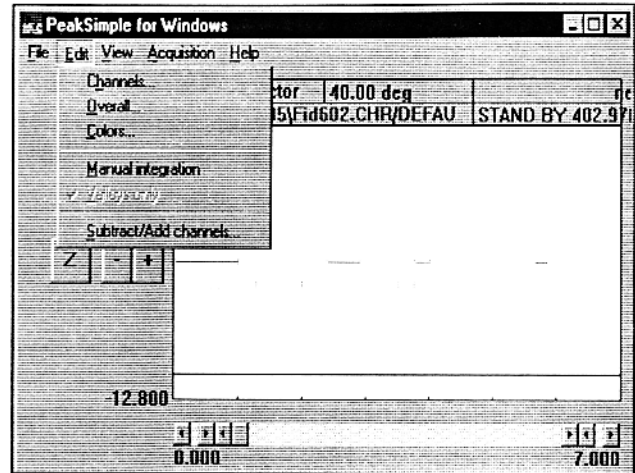 PeakSimple for Windows
File Edit View Acquisition Help
Channels
Overall
Colors...
Manual integration
Subtract/Add channels...
ctor 40.00 deg
5\Fid602.CHR/DEFAU STAND BY 402.97
Z - +
-12.800
0.000 7.000